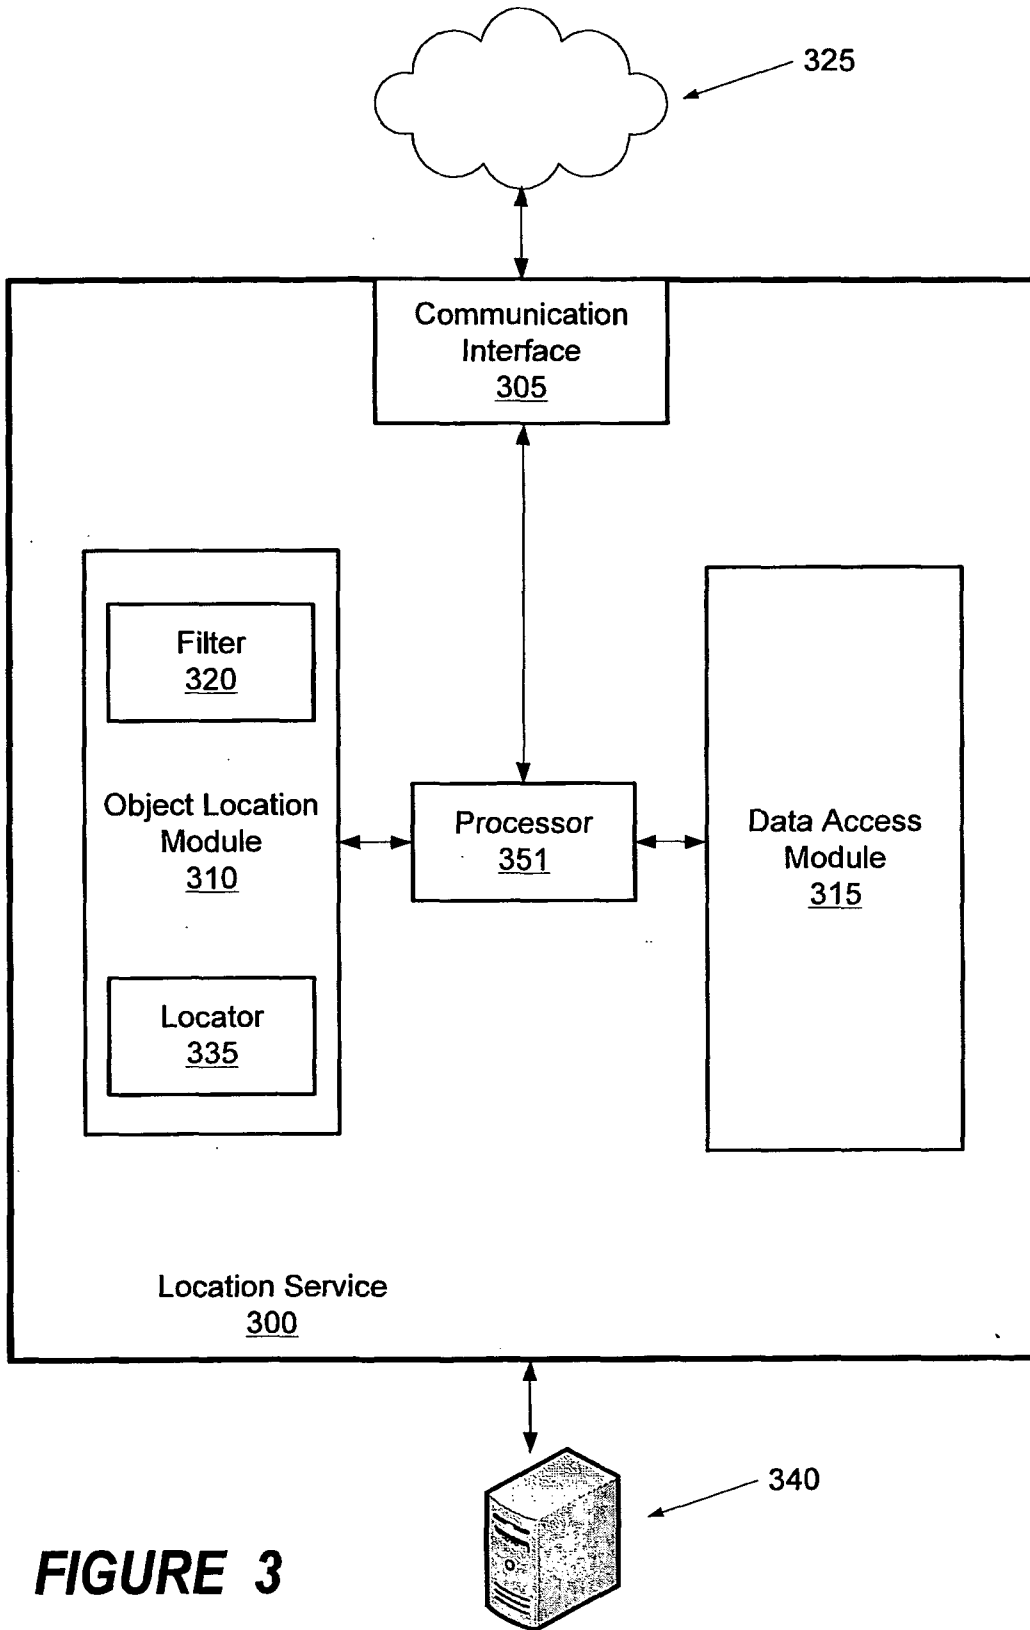 325
Communication
Interface
305
Filter
320
Object Location
Module
310
Processor
351
Data Access
Module
315
Locator
335
Location Service
300
340
FIGURE 3